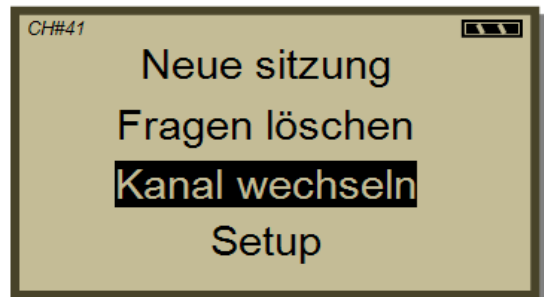 CH#41
Neue sitzung
Fragen löschen
Kanal wechseln
Setup